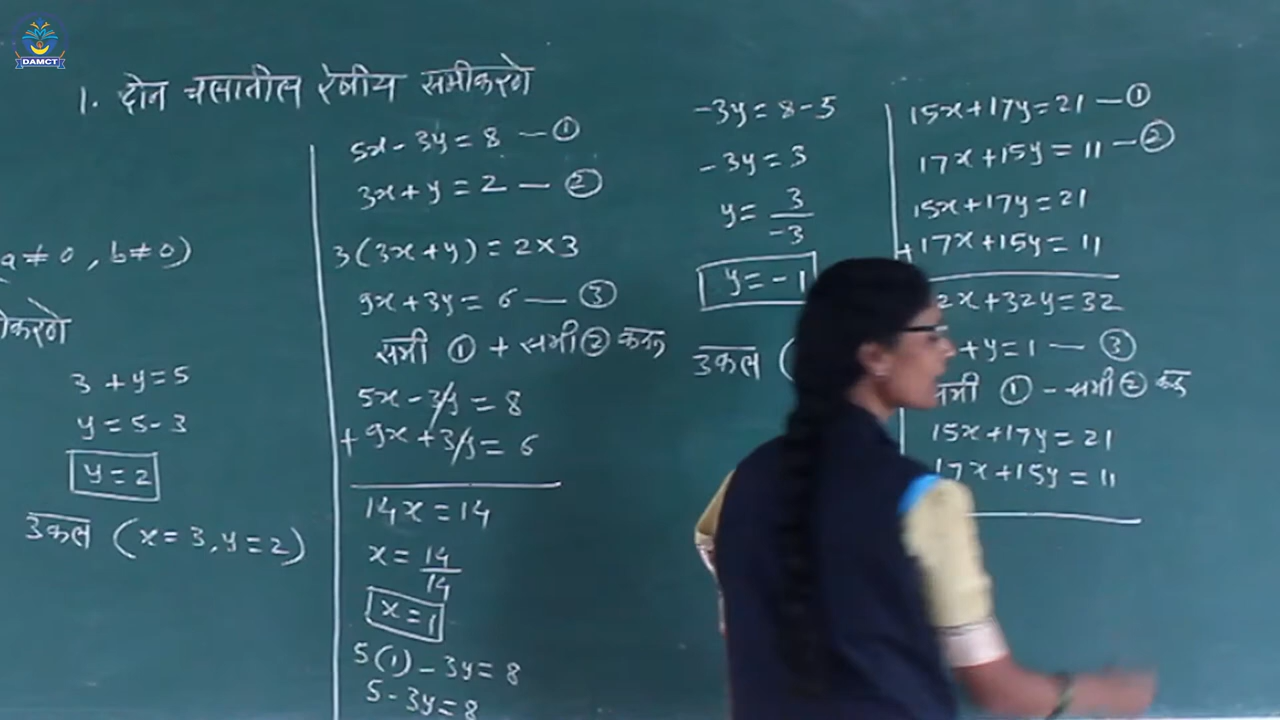 DAMCT
1. दोन चलातील रेषीय समीकरणे
a ≠ 0 , b ≠ 0)
3 + y = 5
y = 5 - 3
y = 2
उकल (x = 3, y = 2)
5x - 3y = 8 — ①
3x + y = 2 — ②
3(3x + y) = 2 × 3
9x + 3y = 6 — ③
समी ① + समी ② करून
5x - 3y = 8
+ 9x + 3y = 6
14x = 14
x = 14/14
x = 1
5(1) - 3y = 8
5 - 3y = 8
-3y = 8 - 5
-3y = 3
y = 3/-3
y = -1
उकल (
15x + 17y = 21 — ①
17x + 15y = 11 — ②
15x + 17y = 21
+ 17x + 15y = 11
2x + 32y = 32
+ y = 1 — ③
समी ① - समी ② करून
15x + 17y = 21
17x + 15y = 11